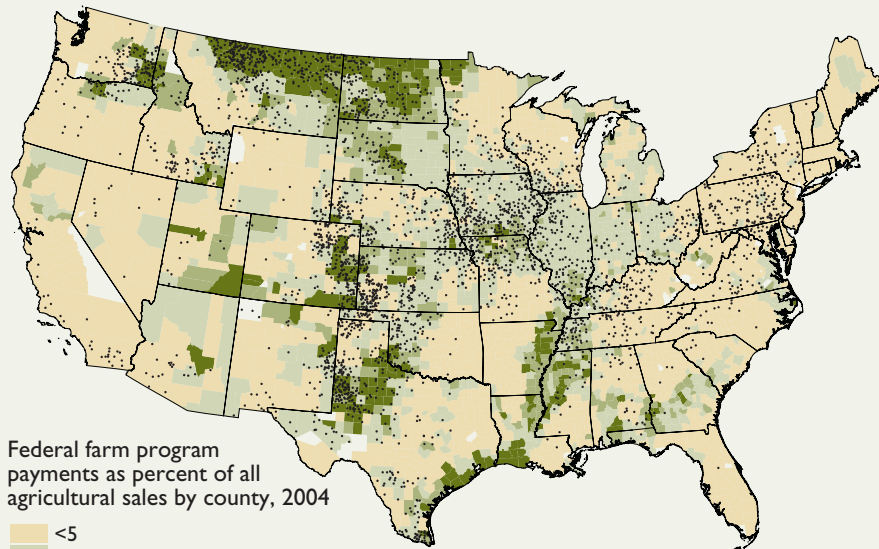 Federal farm program
payments as percent of all
agricultural sales by county, 2004
<5